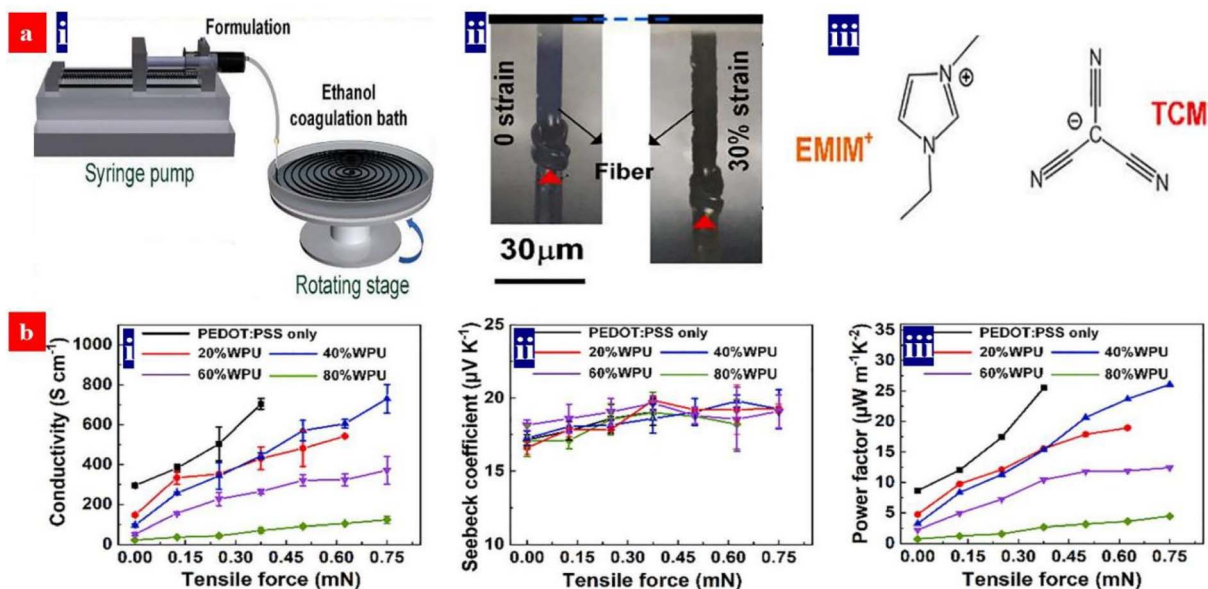 a
i
Formulation
Ethanol
coagulation bath
Syringe pump
Rotating stage
ii
0 strain
Fiber
30% strain
30μm
iii
EMIM+
N
⊕
N
N
⊖
C
TCM
N
N
b
i
PEDOT:PSS only
20%WPU 40%WPU
60%WPU 80%WPU
Conductivity (S cm⁻¹)
1000
800
600
400
200
0
0.00 0.15 0.30 0.45 0.60 0.75
Tensile force (mN)
ii
PEDOT:PSS only
20%WPU 40%WPU
60%WPU 80%WPU
Seebeck coefficient (μV K⁻¹)
25
20
15
10
0.00 0.15 0.30 0.45 0.60 0.75
Tensile force (mN)
iii
PEDOT:PSS only
20%WPU 40%WPU
60%WPU 80%WPU
Power factor (μW m⁻¹K⁻²)
35
30
25
20
15
10
5
0
0.00 0.15 0.30 0.45 0.60 0.75
Tensile force (mN)